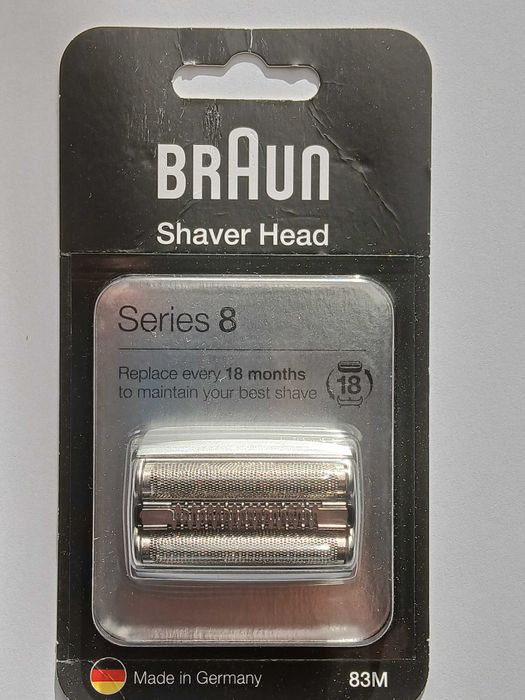 BRAUN
Shaver Head
Series 8
Replace every 18 months
to maintain your best shave
18
Made in Germany
83M